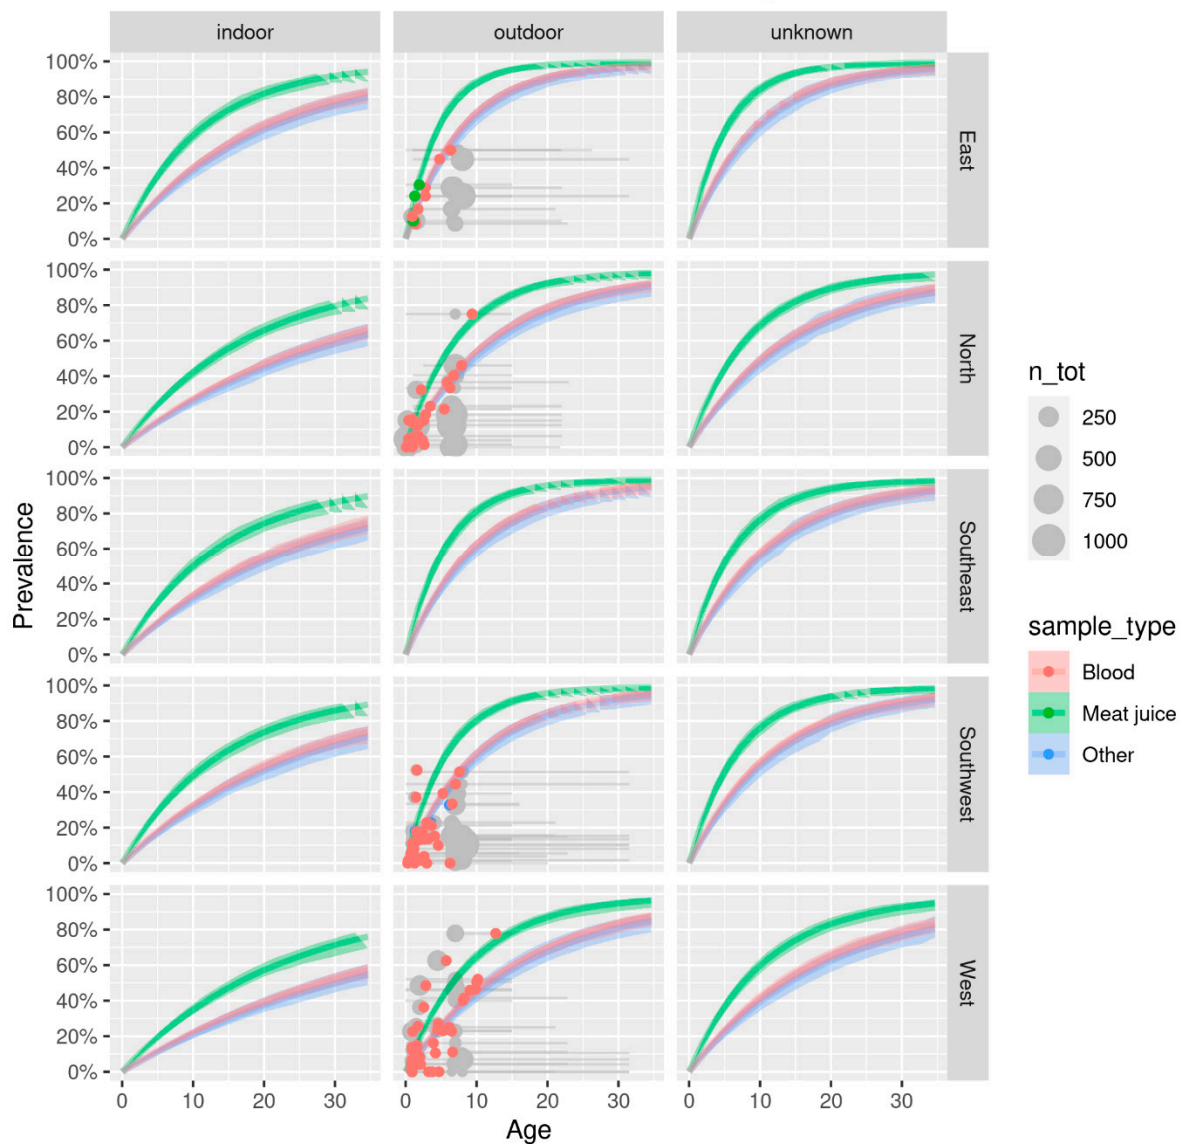 indoor outdoor unknown
100%
80%
60%
40%
20%
0%
East
100%
80%
60%
40%
20%
0%
North
100%
80%
60%
40%
20%
0%
Southeast
100%
80%
60%
40%
20%
0%
Southwest
100%
80%
60%
40%
20%
0%
West
0 10 20 30 0 10 20 30 0 10 20 30
Age
Prevalence
n_tot
250
500
750
1000
sample_type
Blood
Meat juice
Other